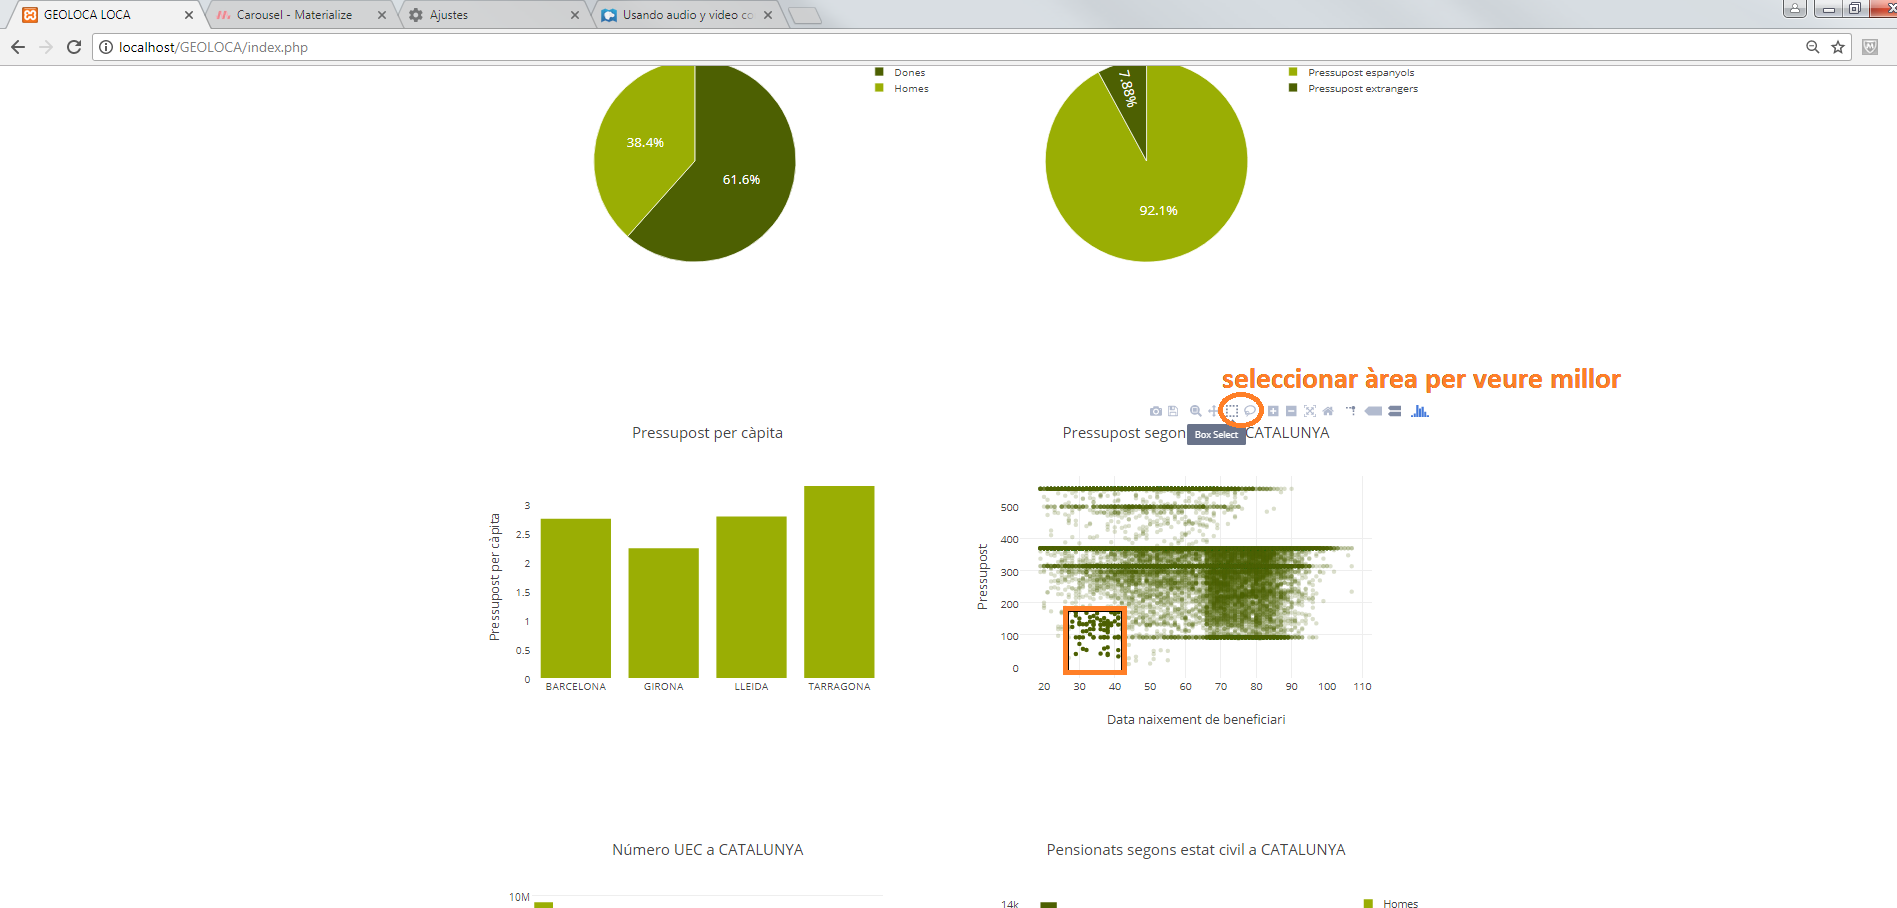 GEOLOCA LOCA
Carousel - Materialize
Ajustes
Usando audio y video co
localhost/GEOLOCA/index.php
Dones
Homes
38.4%
61.6%
Pressupost espanyols
Pressupost extrangers
7.88%
92.1%
seleccionar àrea per veure millor
Box Select
Pressupost per càpita
Pressupost per càpita
3
2.5
2
1.5
1
0.5
0
BARCELONA GIRONA LLEIDA TARRAGONA
Pressupost segon CATALUNYA
Pressupost
500
400
300
200
100
0
20 30 40 50 60 70 80 90 100 110
Data naixement de beneficiari
Número UEC a CATALUNYA
10M
Pensionats segons estat civil a CATALUNYA
14k
Homes